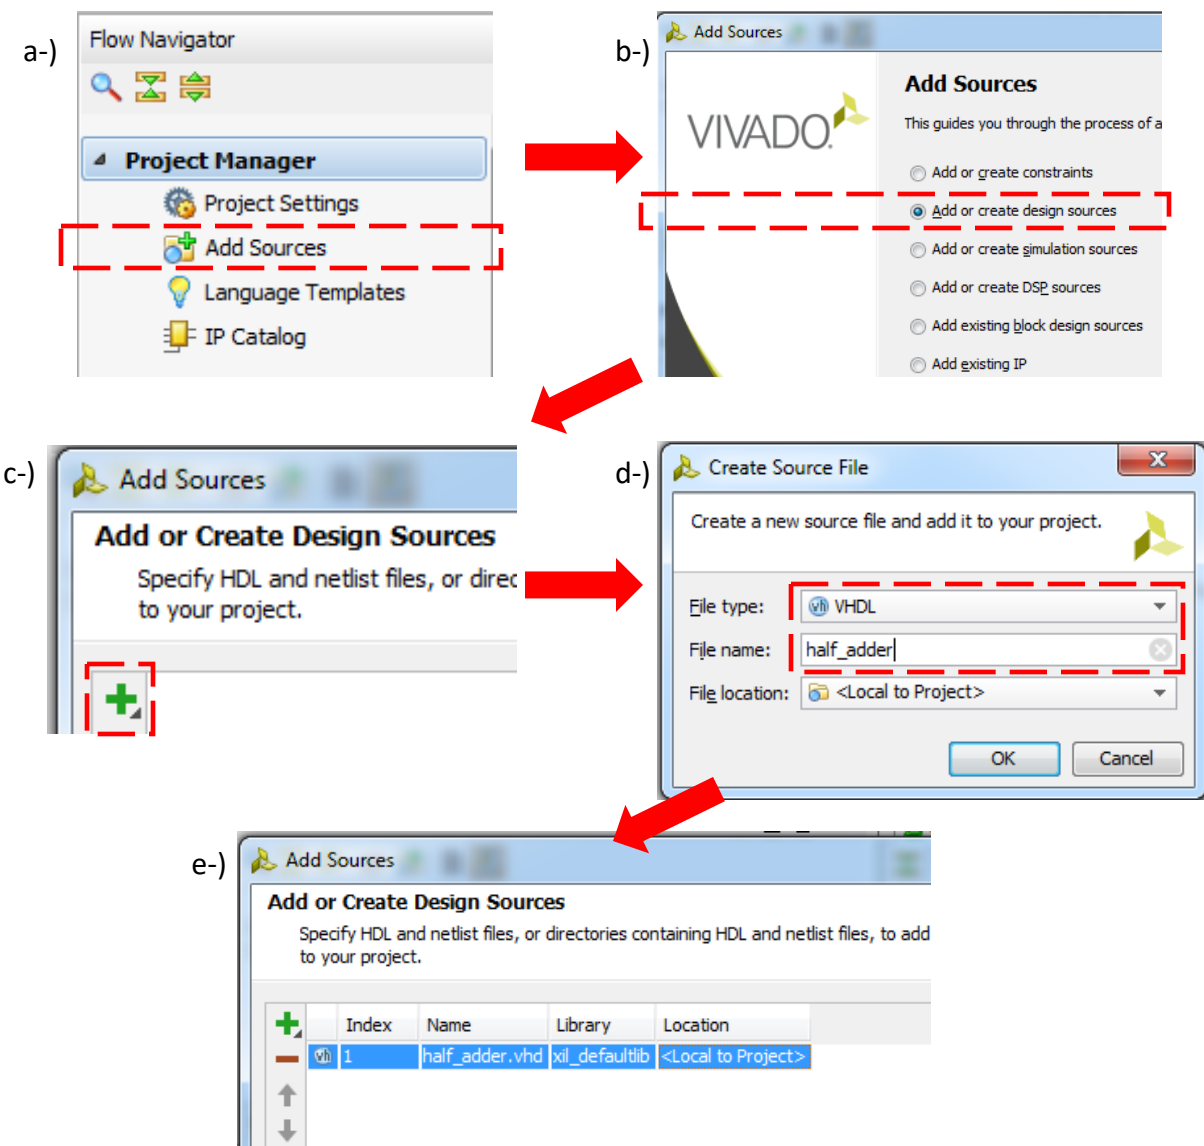 a-)
Flow Navigator
Project Manager
Project Settings
Add Sources
Language Templates
IP Catalog
b-)
Add Sources
VIVADO.
Add Sources
This guides you through the process of a
Add or create constraints
Add or create design sources
Add or create simulation sources
Add or create DSP sources
Add existing block design sources
Add existing IP
c-)
Add Sources
Add or Create Design Sources
Specify HDL and netlist files, or direc
to your project.
d-)
Create Source File
Create a new source file and add it to your project.
File type: vh VHDL
File name: half_adder
File location: <Local to Project>
OK Cancel
e-)
Add Sources
Add or Create Design Sources
Specify HDL and netlist files, or directories containing HDL and netlist files, to add
to your project.
Index Name Library Location
vh 1 half_adder.vhd xil_defaultlib <Local to Project>